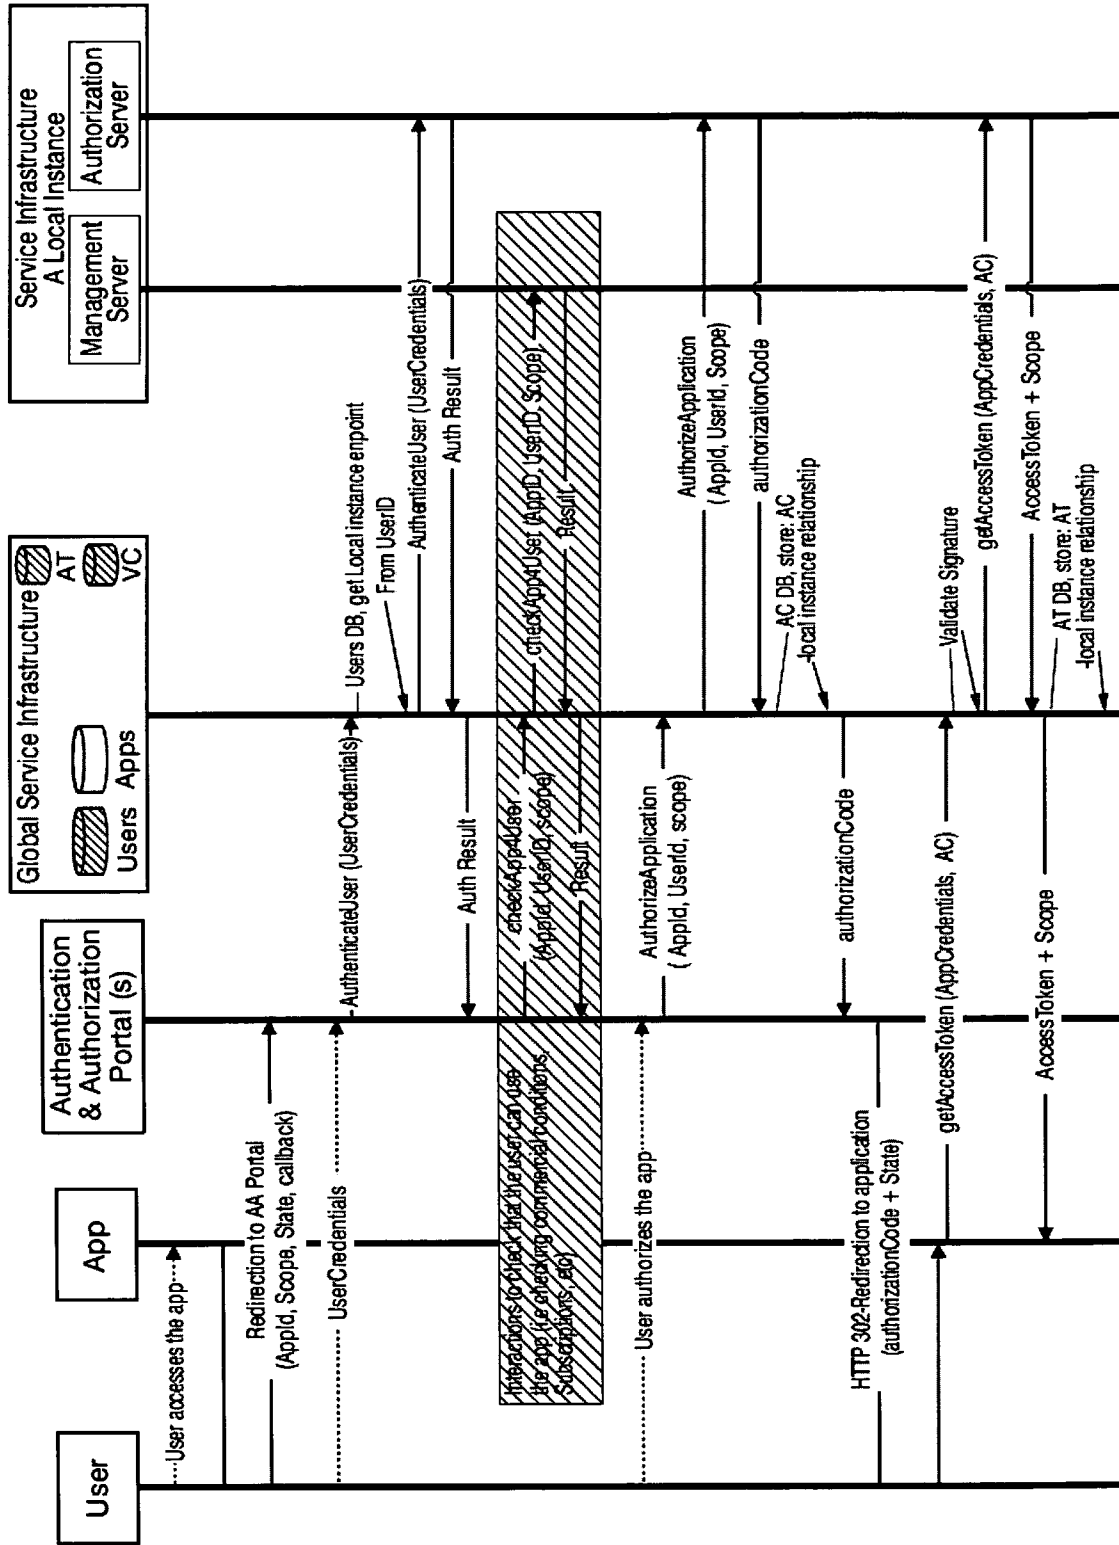 User
App
Authentication
& Authorization
Portal (s)
Global Service Infrastructure
Users
Apps
AT
VC
Service Infrastructure
A Local Instance
Management
Server
Authorization
Server
User accesses the app
Redirection to AA Portal
(AppId, Scope, State, callback)
UserCredentials
AuthenticateUser (UserCredentials)
Users DB, get Local instance enpoint
From UserID
AuthenticateUser (UserCredentials)
Auth Result
Auth Result
Interactions to check that the user can use
the app (i.e checking commercial conditions,
Subscriptions, etc)
checkApp4User
(AppId, UserID, scope)
checkApp4User (AppID, UserID, Scope)
Result
Result
User authorizes the app
AuthorizeApplication
( AppId, UserId, scope)
AuthorizeApplication
( AppId, UserId, Scope)
authorizationCode
AC DB, store: AC
-local instance relationship
authorizationCode
HTTP 302-Redirection to application
(authorizationCode + State)
getAccessToken (AppCredentials, AC)
Validate Signature
getAccessToken (AppCredentials, AC)
AccessToken + Scope
AT DB, store: AT
-local instance relationship
AccessToken + Scope